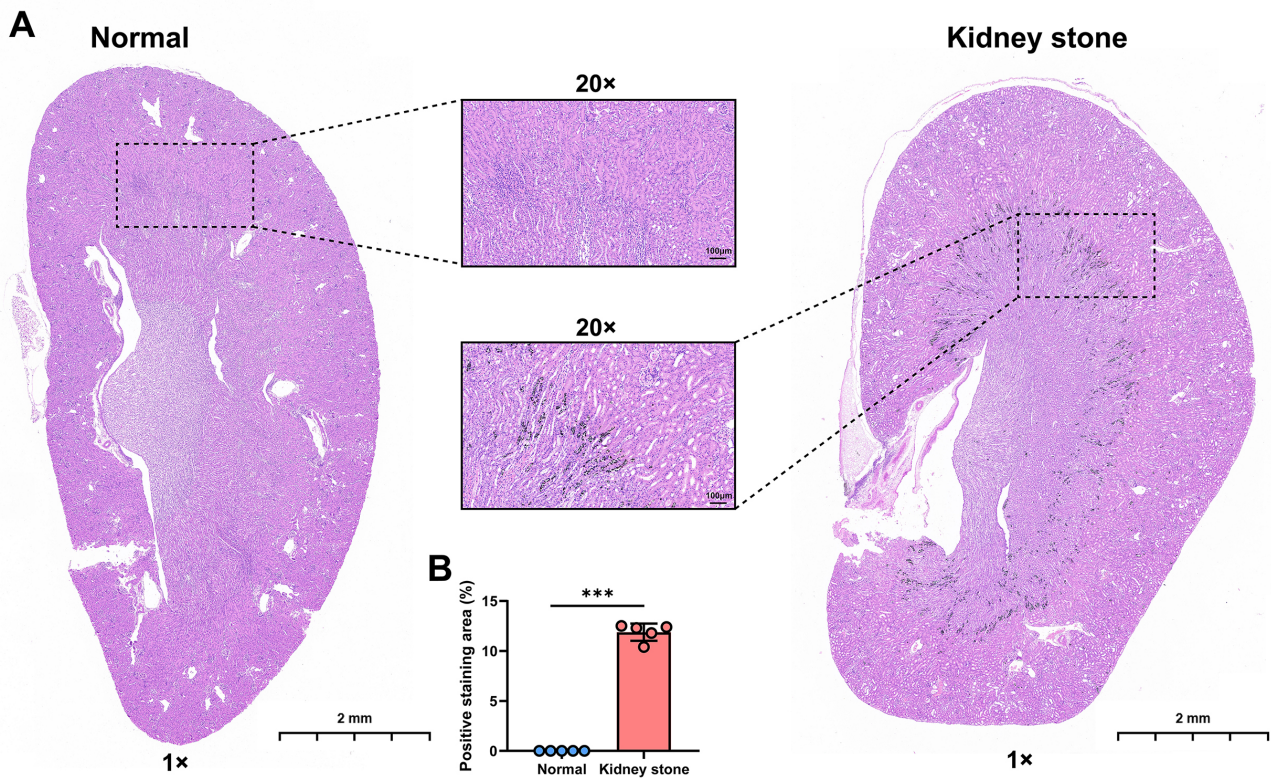 A
Normal
Kidney stone
20×
100μm
20×
100μm
2 mm
1×
2 mm
1×
B
Positive staining area (%)
***
15
10
5
0
Normal
Kidney stone